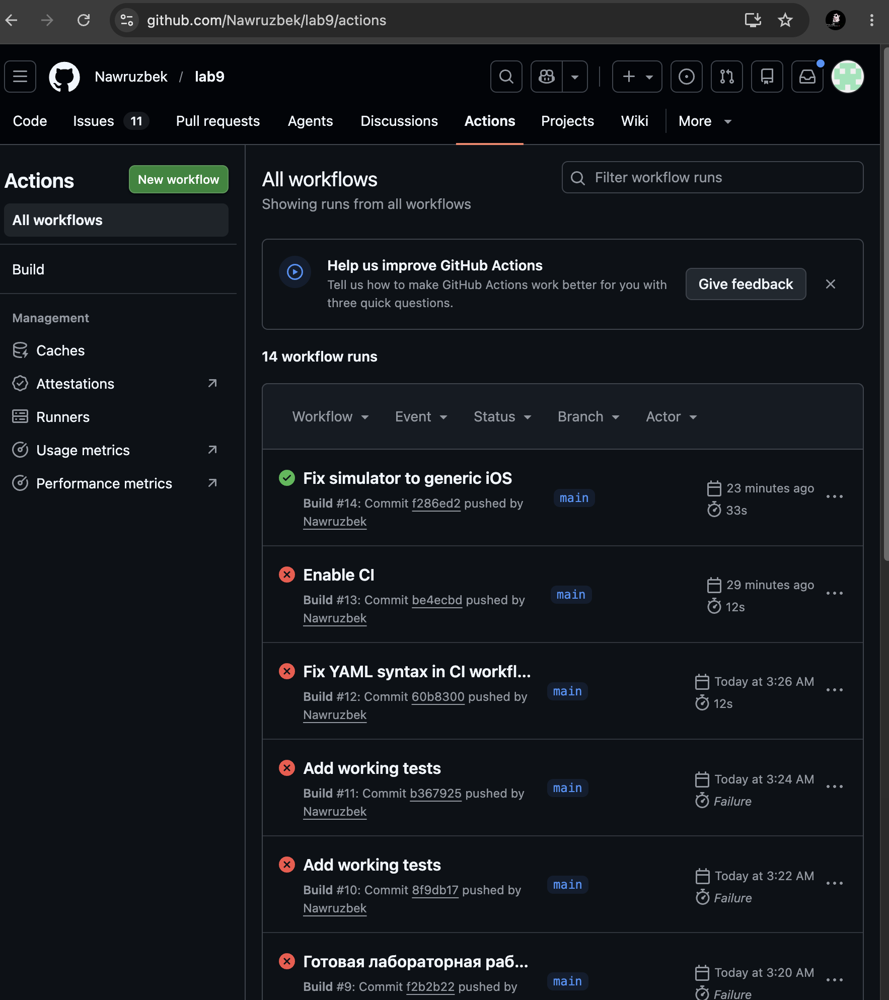 github.com/Nawruzbek/lab9/actions
Nawruzbek / lab9
Code Issues 11 Pull requests Agents Discussions Actions Projects Wiki More
Actions
New workflow
All workflows
Build
Management
Caches
Attestations
Runners
Usage metrics
Performance metrics
All workflows
Showing runs from all workflows
Filter workflow runs
Help us improve GitHub Actions
Tell us how to make GitHub Actions work better for you with
three quick questions.
Give feedback
14 workflow runs
Workflow Event Status Branch Actor
Fix simulator to generic iOS
Build #14: Commit f286ed2 pushed by
Nawruzbek
main
23 minutes ago
33s
Enable CI
Build #13: Commit be4ecbd pushed by
Nawruzbek
main
29 minutes ago
12s
Fix YAML syntax in CI workfl...
Build #12: Commit 60b8300 pushed by
Nawruzbek
main
Today at 3:26 AM
12s
Add working tests
Build #11: Commit b367925 pushed by
Nawruzbek
main
Today at 3:24 AM
Failure
Add working tests
Build #10: Commit 8f9db17 pushed by
Nawruzbek
main
Today at 3:22 AM
Failure
Готовая лабораторная раб...
Build #9: Commit f2b2b22 pushed by
main
Today at 3:20 AM
Failure